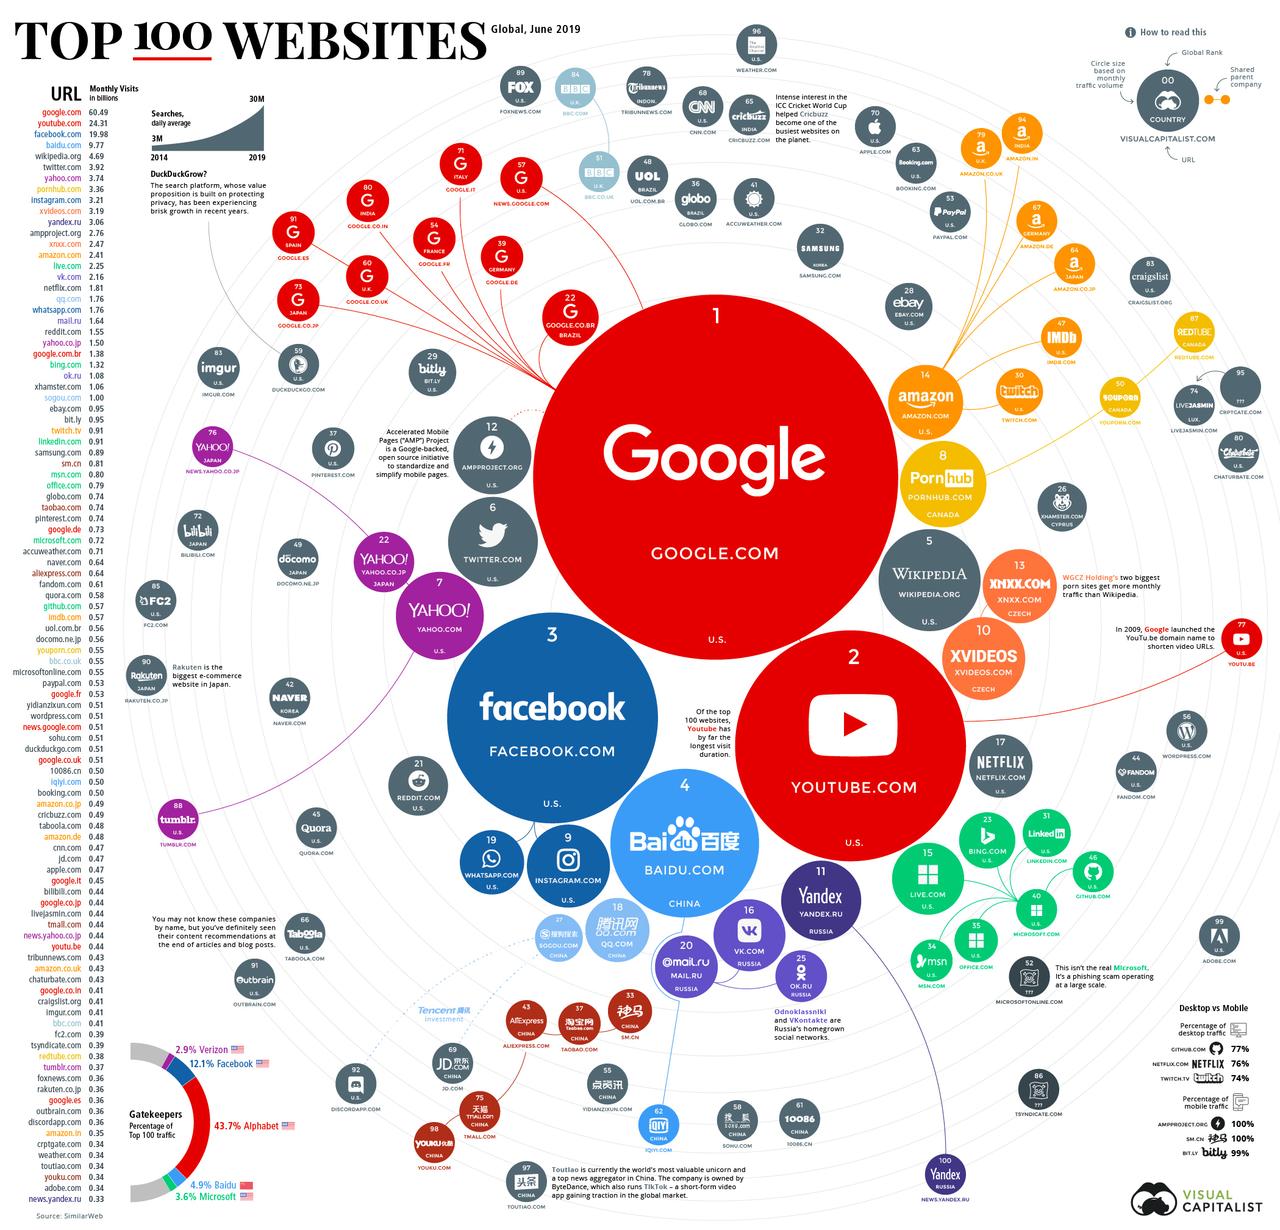 TOP 100 WEBSITES
Global, June 2019
URL
Monthly Visits
in billions
google.com 60.49
youtube.com 24.31
facebook.com 19.98
baidu.com 9.77
wikipedia.org 4.69
twitter.com 3.92
yahoo.com 3.74
pornhub.com 3.36
instagram.com 3.21
xvideos.com 3.19
yandex.ru 3.06
ampproject.org 2.76
xnxx.com 2.47
amazon.com 2.41
live.com 2.25
vk.com 2.16
netflix.com 1.81
qq.com 1.76
whatsapp.com 1.76
mail.ru 1.64
reddit.com 1.55
yahoo.co.jp 1.50
google.com.br 1.38
bing.com 1.32
ok.ru 1.08
xhamster.com 1.06
sogou.com 1.00
ebay.com 0.95
bit.ly 0.95
twitch.tv 0.91
linkedin.com 0.91
samsung.com 0.89
sm.cn 0.81
msn.com 0.80
office.com 0.79
globo.com 0.74
taobao.com 0.74
pinterest.com 0.74
google.de 0.73
microsoft.com 0.72
accuweather.com 0.71
naver.com 0.64
aliexpress.com 0.64
fandom.com 0.61
quora.com 0.58
github.com 0.57
imdb.com 0.57
uol.com.br 0.56
docomo.ne.jp 0.56
youporn.com 0.55
bbc.co.uk 0.55
microsoftonline.com 0.55
paypal.com 0.53
google.fr 0.53
yidianzixun.com 0.51
wordpress.com 0.51
news.google.com 0.51
sohu.com 0.51
duckduckgo.com 0.51
google.co.uk 0.51
10086.cn 0.50
iqiyi.com 0.50
booking.com 0.50
amazon.co.jp 0.49
cricbuzz.com 0.49
taboola.com 0.48
amazon.de 0.48
cnn.com 0.47
jd.com 0.47
apple.com 0.47
google.it 0.45
bilibili.com 0.44
google.co.jp 0.44
livejasmin.com 0.44
tmall.com 0.44
news.yahoo.co.jp 0.44
youtu.be 0.44
tribunnews.com 0.43
amazon.co.uk 0.43
chaturbate.com 0.43
google.co.in 0.41
craigslist.org 0.41
imgur.com 0.41
bbc.com 0.41
fc2.com 0.39
tsyndicate.com 0.39
redtube.com 0.38
tumblr.com 0.37
foxnews.com 0.36
rakuten.co.jp 0.36
google.es 0.36
outbrain.com 0.36
discordapp.com 0.36
amazon.in 0.35
crptgate.com 0.34
weather.com 0.34
toutiao.com 0.34
youku.com 0.34
adobe.com 0.34
news.yandex.ru 0.33
Source: SimilarWeb
Searches,
daily average
30M
3M
2014 2019
DuckDuckGrow?
The search platform, whose value
proposition is built on protecting
privacy, has been experiencing
brisk growth in recent years.
How to read this
Global Rank
Circle size
based on
monthly
traffic volume
00
COUNTRY
Shared
parent
company
VISUALCAPITALIST.COM
URL
96
WEATHER.COM
89
FOX
U.S.
FOXNEWS.COM
84
BBC
BBC.COM
78
Tribunnews
INDON.
TRIBUNNEWS.COM
68
CNN
U.S.
CNN.COM
65
cricbuzz
INDIA
CRICBUZZ.COM
Intense interest in the
ICC Cricket World Cup
helped Cricbuzz
become one of the
busiest websites on
the planet.
70
U.S.
APPLE.COM
63
Booking.com
U.S.
BOOKING.COM
79
U.K.
AMAZON.CO.UK
94
INDIA
AMAZON.IN
71
G
ITALY
GOOGLE.IT
57
G
U.S.
NEWS.GOOGLE.COM
51
BBC
U.K.
BBC.CO.UK
48
UOL
BRAZIL
UOL.COM.BR
36
globo
BRAZIL
GLOBO.COM
41
U.S.
ACCUWEATHER.COM
53
PayPal
U.S.
PAYPAL.COM
67
GERMANY
AMAZON.DE
80
G
INDIA
GOOGLE.CO.IN
91
G
SPAIN
GOOGLE.ES
54
G
FRANCE
GOOGLE.FR
39
G
GERMANY
GOOGLE.DE
32
SAMSUNG
KOREA
SAMSUNG.COM
64
JAPAN
AMAZON.CO.JP
83
craigslist
U.S.
CRAIGSLIST.ORG
60
G
U.K.
GOOGLE.CO.UK
73
G
JAPAN
GOOGLE.CO.JP
22
G
GOOGLE.CO.BR
BRAZIL
28
ebay
EBAY.COM
U.S.
47
IMDb
U.S.
IMDB.COM
87
REDTUBE
CANADA
REDTUBE.COM
83
imgur
U.S.
IMGUR.COM
59
U.S.
DUCKDUCKGO.COM
29
bitly
BIT.LY
U.S.
1
Google
GOOGLE.COM
U.S.
14
amazon
AMAZON.COM
U.S.
30
twitch
U.S.
TWITCH.COM
50
YOUPORN
CANADA
YOUPORN.COM
74
LIVEJASMIN
LUX.
LIVEJASMIN.COM
95
???
CRPTGATE.COM
76
YAHOO!
JAPAN
NEWS.YAHOO.CO.JP
37
U.S.
PINTEREST.COM
Accelerated Mobile
Pages ("AMP") Project
is a Google-backed,
open source initiative
to standardize and
simplify mobile pages.
12
AMPPROJECT.ORG
U.S.
8
Pornhub
PORNHUB.COM
CANADA
80
Chaturbate
U.S.
CHATURBATE.COM
26
XHAMSTER.COM
CYPRUS
72
bilibili
JAPAN
BILIBILI.COM
49
döcomo
JAPAN
DOCOMO.NE.JP
22
YAHOO!
YAHOO.CO.JP
JAPAN
6
TWITTER.COM
U.S.
5
WIKIPEDIA
WIKIPEDIA.ORG
U.S.
13
XNXX.COM
XNXX.COM
CZECH
WGCZ Holding's two biggest
porn sites get more monthly
traffic than Wikipedia.
85
FC2
U.S.
FC2.COM
7
YAHOO!
YAHOO.COM
U.S.
10
XVIDEOS
XVIDEOS.COM
CZECH
In 2009, Google launched the
YouTu.be domain name to
shorten video URLs.
77
U.S.
YOUTU.BE
90
Rakuten
JAPAN
RAKUTEN.CO.JP
Rakuten is the
biggest e-commerce
website in Japan.
42
NAVER
KOREA
NAVER.COM
3
facebook
FACEBOOK.COM
U.S.
Of the top
100 websites,
Youtube has
by far the
longest visit
duration.
2
YOUTUBE.COM
U.S.
17
NETFLIX
NETFLIX.COM
U.S.
56
U.S.
WORDPRESS.COM
44
FANDOM
U.S.
FANDOM.COM
21
REDDIT.COM
U.S.
88
tumblr.
U.S.
TUMBLR.COM
45
Quora
U.S.
QUORA.COM
4
Bai du 百度
BAIDU.COM
CHINA
19
WHATSAPP.COM
U.S.
9
INSTAGRAM.COM
U.S.
11
Yandex
YANDEX.RU
RUSSIA
15
LIVE.COM
U.S.
23
BING.COM
U.S.
31
LinkedIn
U.S.
LINKEDIN.COM
46
U.S.
GITHUB.COM
40
U.S.
MICROSOFT.COM
35
U.S.
OFFICE.COM
34
msn
U.S.
MSN.COM
You may not know these companies
by name, but you've definitely seen
their content recommendations at
the end of articles and blog posts.
66
Taboola
U.S.
TABOOLA.COM
91
Outbrain
U.S.
OUTBRAIN.COM
27
搜狗搜索
SOGOU.COM
CHINA
18
腾讯网
QQ.COM
CHINA
16
VK.COM
RUSSIA
20
@mail.ru
MAIL.RU
RUSSIA
25
OK.RU
RUSSIA
Odnoklassniki
and VKontakte are
Russia's homegrown
social networks.
52
???
MICROSOFTONLINE.COM
This isn't the real Microsoft.
It's a phishing scam operating
at a large scale.
99
U.S.
ADOBE.COM
Tencent 腾讯
investment
43
AliExpress
CHINA
ALIEXPRESS.COM
37
淘宝网
Taobao.com
CHINA
TAOBAO.COM
33
神马
CHINA
SM.CN
69
JD京东
.COM
CHINA
JD.COM
92
U.S.
DISCORDAPP.COM
75
天猫
TMALL.COM
CHINA
TMALL.COM
98
YOUKU
CHINA
YOUKU.COM
55
点资讯
CHINA
YIDIANZIXUN.COM
62
QIY
CHINA
IQIYI.COM
58
搜狐
CHINA
SOHU.COM
61
10086
CHINA
10086.CN
86
???
TSYNDICATE.COM
100
Yandex
RUSSIA
NEWS.YANDEX.RU
97
头条
CHINA
TOUTIAO.COM
Toutiao is currently the world's most valuable unicorn and
a top news aggregator in China. The company is owned by
ByteDance, which also runs TikTok – a short-form video
app gaining traction in the global market.
2.9% Verizon
12.1% Facebook
Gatekeepers
Percentage of
Top 100 traffic
43.7% Alphabet
4.9% Baidu
3.6% Microsoft
Desktop vs Mobile
Percentage of
desktop traffic
GITHUB.COM 77%
NETFLIX.COM NETFLIX 76%
TWITCH.TV twitch 74%
Percentage of
mobile traffic
AMPPROJECT.ORG 100%
SM.CN 神马 100%
BIT.LY bitly 99%
VISUAL
CAPITALIST